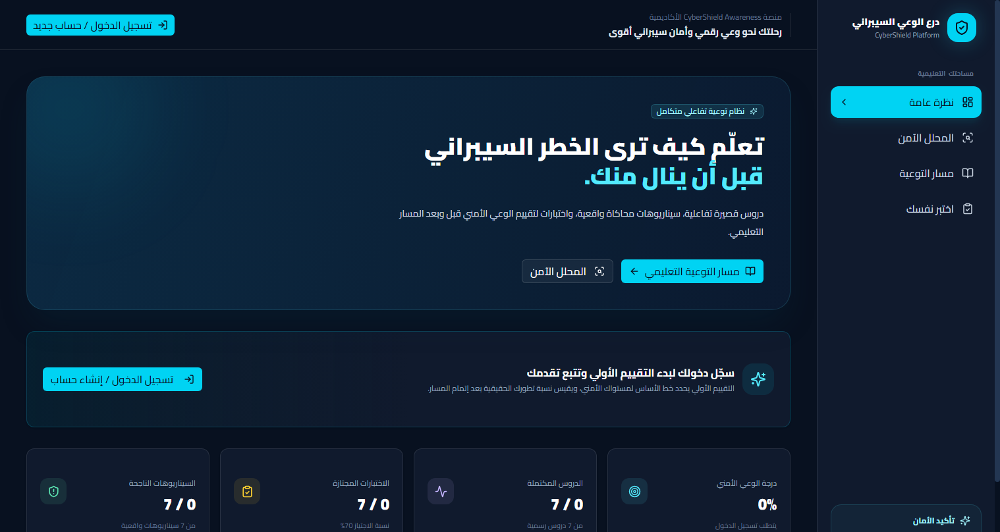 درع الوعي السيبراني
CyberShield Platform
مساحتك التعليمية
نظرة عامة
المحلل الآمن
مسار التوعية
اختبر نفسك
تأكيد الأمان
منصة CyberShield Awareness الأكاديمية
رحلتك نحو وعي رقمي وأمان سيبراني أقوى
تسجيل الدخول / حساب جديد
نظام توعية تفاعلي متكامل
تعلّم كيف ترى الخطر السيبراني
قبل أن ينال منك.
دروس قصيرة تفاعلية، سيناريوهات محاكاة واقعية، واختبارات لتقييم الوعي الأمني قبل وبعد المسار
التعليمي.
مسار التوعية التعليمي
المحلل الآمن
سجّل دخولك لبدء التقييم الأولي وتتبع تقدمك
التقييم الأولي يحدد خط الأساس لمستواك الأمني، ويقيس نسبة تطورك الحقيقية بعد إتمام المسار.
تسجيل الدخول / إنشاء حساب
درجة الوعي الأمني
0%
يتطلب تسجيل الدخول
الدروس المكتملة
7 / 0
من 7 دروس رسمية
الاختبارات المجتازة
7 / 0
نسبة الاجتياز 70%
السيناريوهات الناجحة
7 / 0
من 7 سيناريوهات واقعية